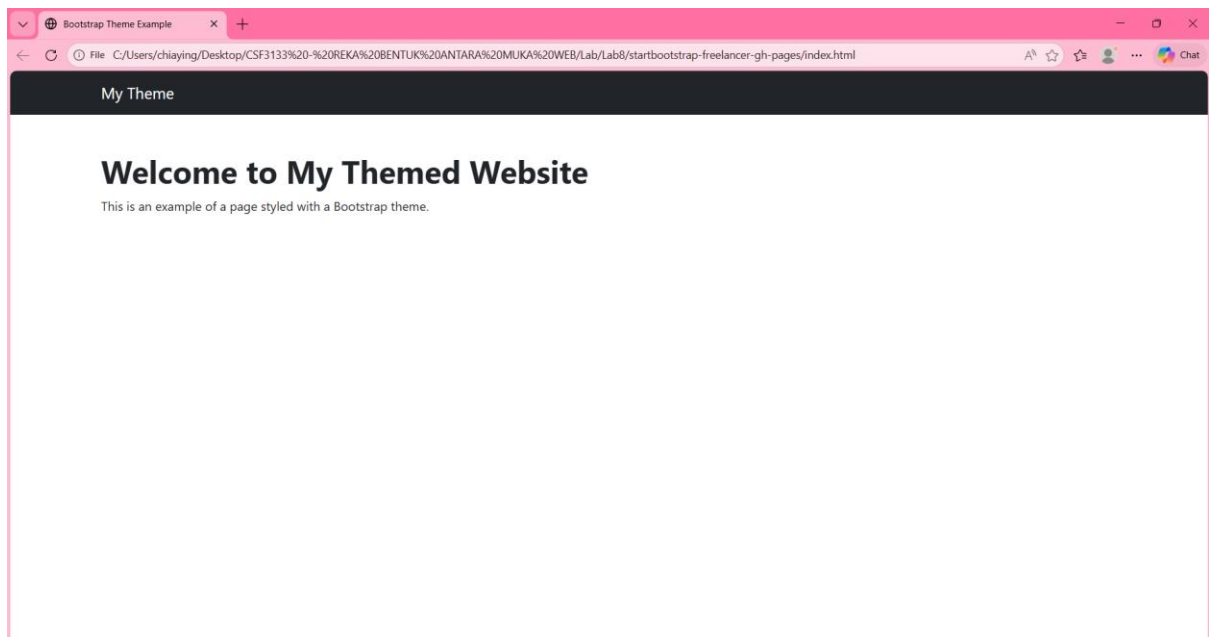 Bootstrap Theme Example
File C:/Users/chiaying/Desktop/CSF3133%20-%20REKA%20BENTUK%20ANTARA%20MUKA%20WEB/Lab/Lab8/startbootstrap-freelancer-gh-pages/index.html
Chat
My Theme
Welcome to My Themed Website
This is an example of a page styled with a Bootstrap theme.